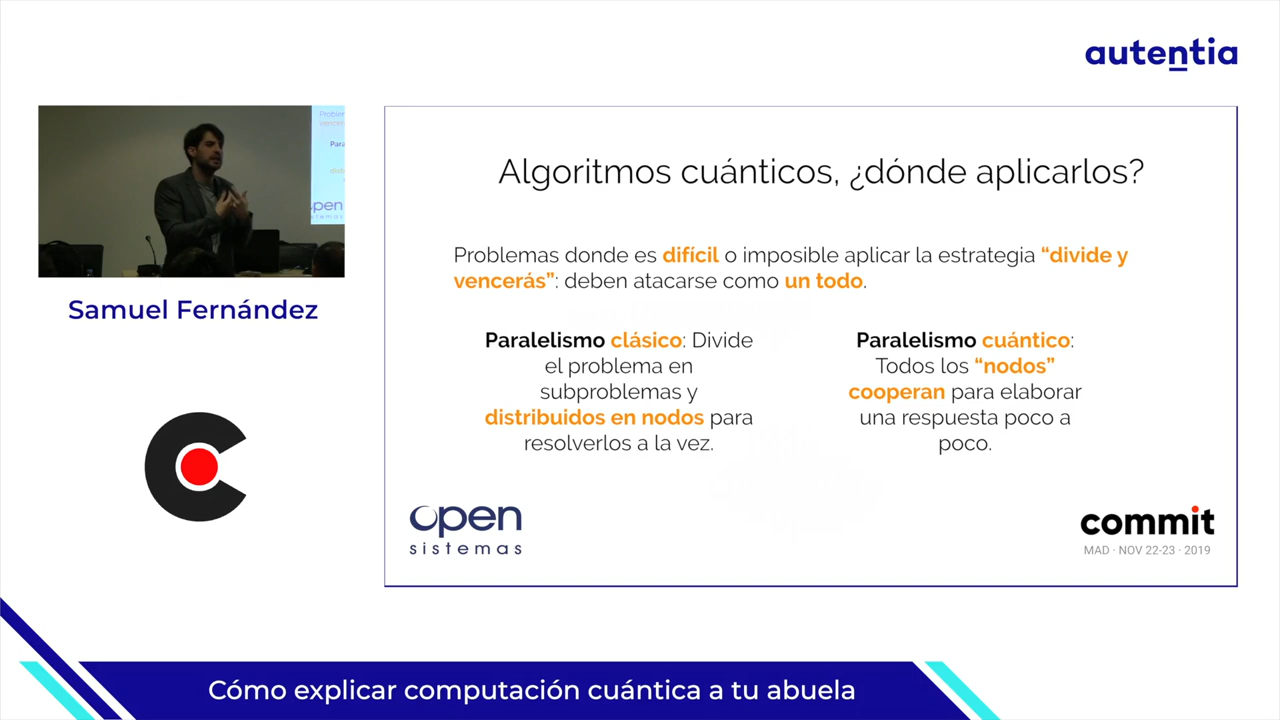 autentia
Algoritmos cuánticos, ¿dónde aplicarlos?
Problemas donde es difícil o imposible aplicar la estrategia “divide y
vencerás”: deben atacarse como un todo.
Paralelismo clásico: Divide
el problema en
subproblemas y
distribuidos en nodos para
resolverlos a la vez.
Paralelismo cuántico:
Todos los “nodos”
cooperan para elaborar
una respuesta poco a
poco.
open
sistemas
commit
MAD · NOV 22-23 · 2019
Samuel Fernández
Cómo explicar computación cuántica a tu abuela